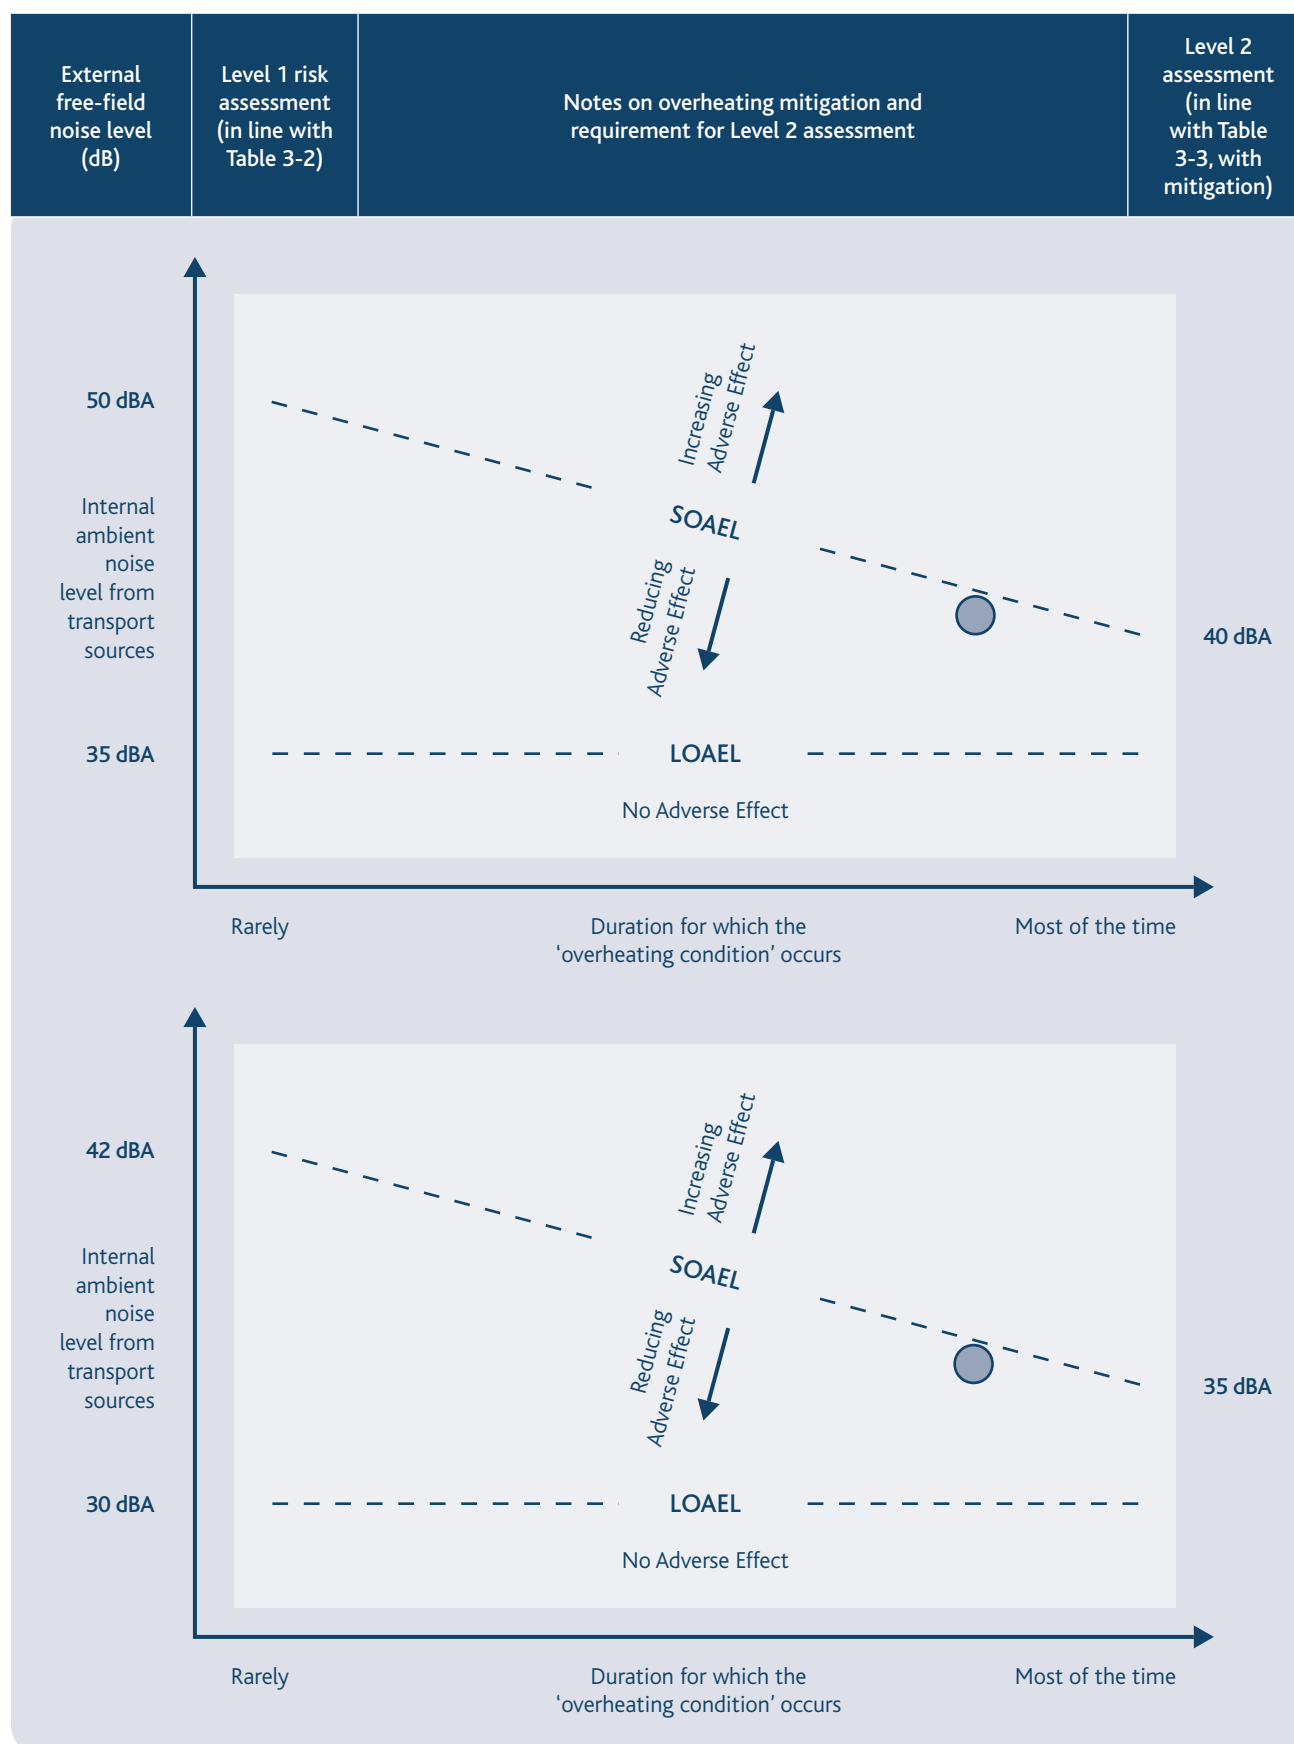 External
free-field
noise level
(dB)
Level 1 risk
assessment
(in line with
Table 3-2)
Notes on overheating mitigation and
requirement for Level 2 assessment
Level 2
assessment
(in line
with Table
3-3, with
mitigation)
50 dBA
Internal
ambient
noise
level from
transport
sources
35 dBA
Increasing
Adverse Effect
SOAEL
Reducing
Adverse Effect
40 dBA
LOAEL
No Adverse Effect
Rarely
Duration for which the
‘overheating condition’ occurs
Most of the time
42 dBA
Internal
ambient
noise
level from
transport
sources
30 dBA
Increasing
Adverse Effect
SOAEL
Reducing
Adverse Effect
35 dBA
LOAEL
No Adverse Effect
Rarely
Duration for which the
‘overheating condition’ occurs
Most of the time